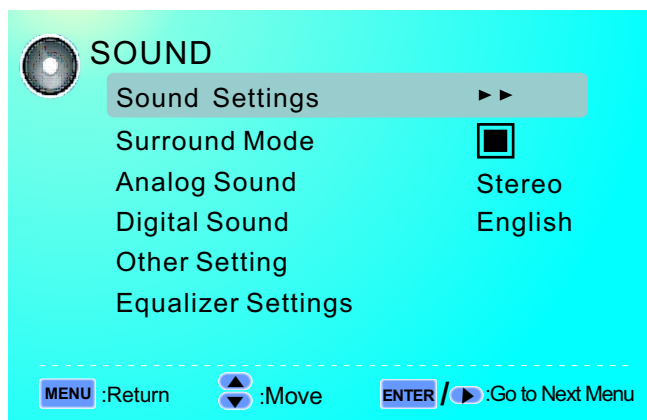 SOUND
Sound Settings ►►
Surround Mode
Analog Sound Stereo
Digital Sound English
Other Setting
Equalizer Settings
MENU :Return :Move ENTER / :Go to Next Menu